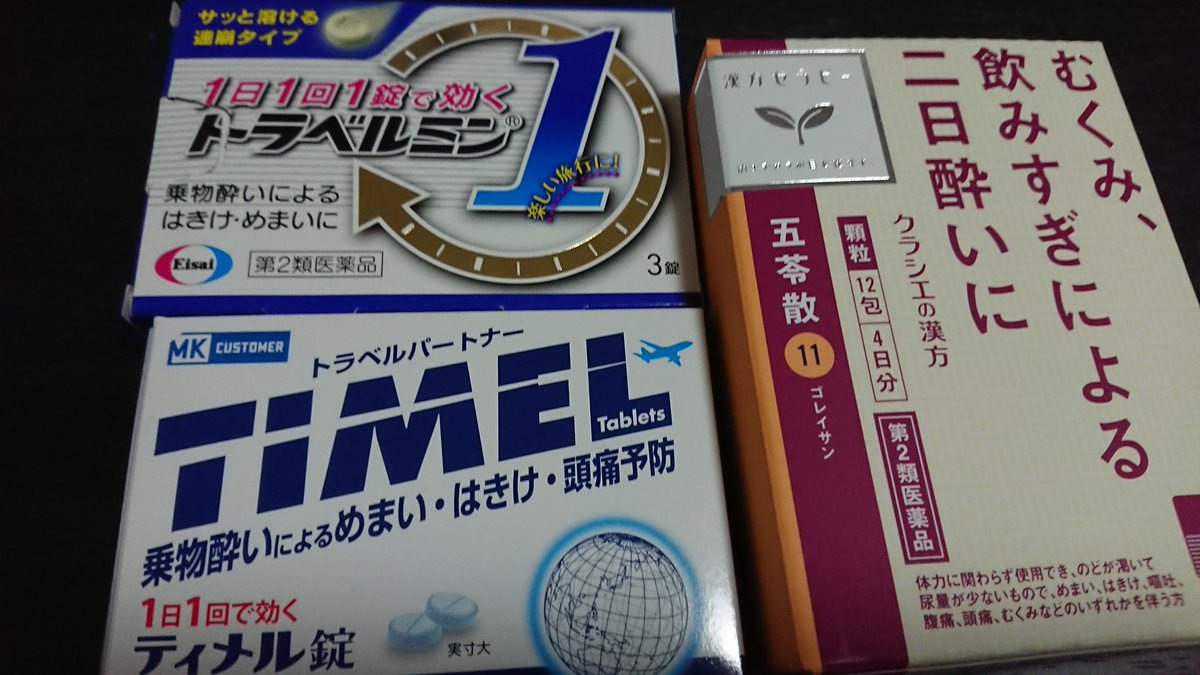 サッと溶ける
速崩タイプ
1日1回1錠で効く
トラベルミン®1
楽しい旅行に!
乗物酔いによる
はきけ・めまいに
Eisai
第2類医薬品
3錠
MK CUSTOMER
トラベルパートナー
TiMEL
Tablets
乗物酔いによるめまい・はきけ・頭痛予防
1日1回で効く
ティメル錠
実寸大
漢方セラピー
むくみ、
飲みすぎによる
二日酔いに
クラシエの漢方
顆粒 12包 4日分
第2類医薬品
五苓散
11
ゴレイサン
体力に関わらず使用でき、のどが渇いて
尿量が少ないもので、めまい、はきけ、嘔吐、
腹痛、頭痛、むくみなどのいずれかを伴う方